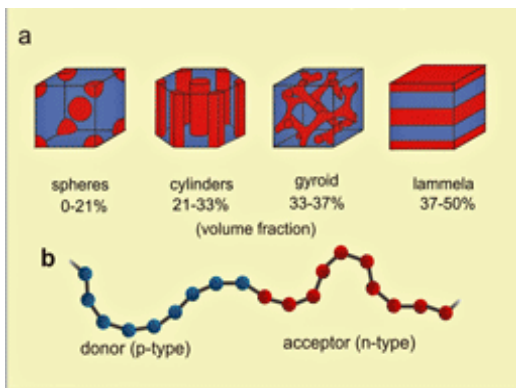 a
spheres
0-21%
cylinders
21-33%
gyroid
33-37%
lammela
37-50%
(volume fraction)
b
donor (p-type)
acceptor (n-type)